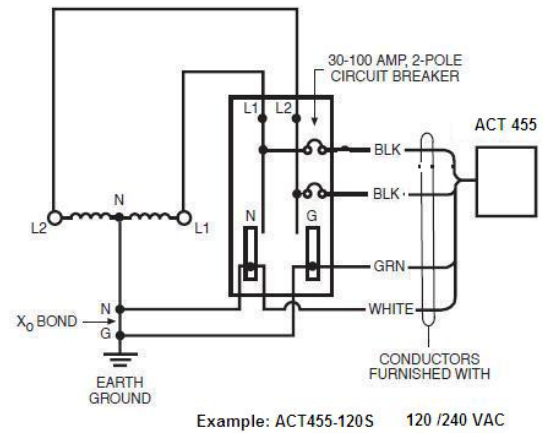 30-100 AMP, 2-POLE
CIRCUIT BREAKER
L1 L2
ACT 455
BLK
BLK
N
L2
L1
N G
GRN
N
WHITE
X0 BOND
G
EARTH
GROUND
CONDUCTORS
FURNISHED WITH
Example: ACT455-120S 120 /240 VAC